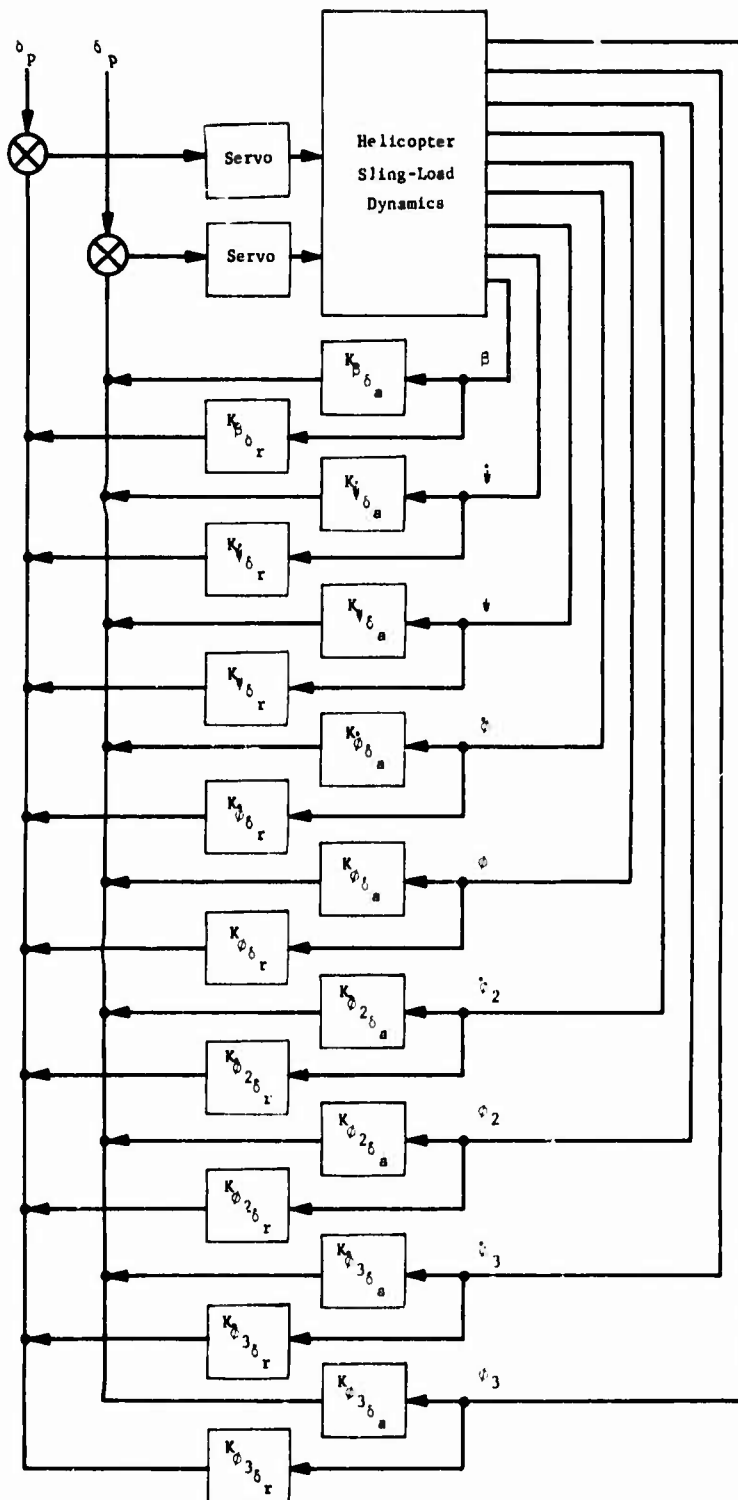 δp
δp
Servo
Helicopter
Sling-Load
Dynamics
Servo
Kβδa
β
Kβδr
Kψ̇δa
ψ̇
Kψ̇δr
Kψδa
ψ
Kψδr
Kφ̇δa
φ̇
Kφ̇δr
Kφδa
φ
Kφδr
Kφ̇2δa
φ̇2
Kφ̇2δr
Kφ2δa
φ2
Kφ2δr
Kφ̇3δa
φ̇3
Kφ̇3δr
Kφ3δa
φ3
Kφ3δr